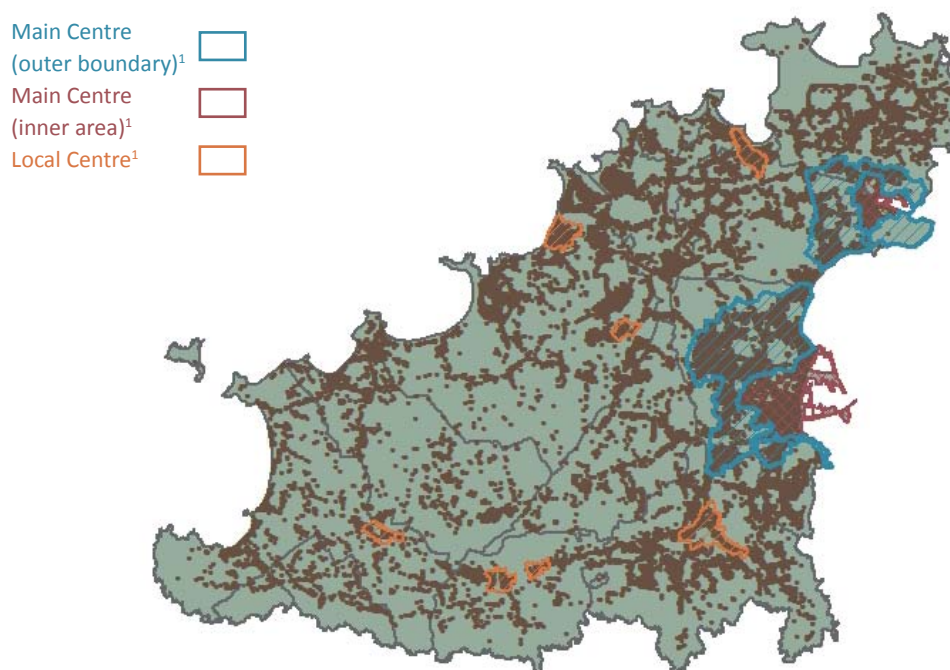 Main Centre
(outer boundary)¹
Main Centre
(inner area)¹
Local Centre¹